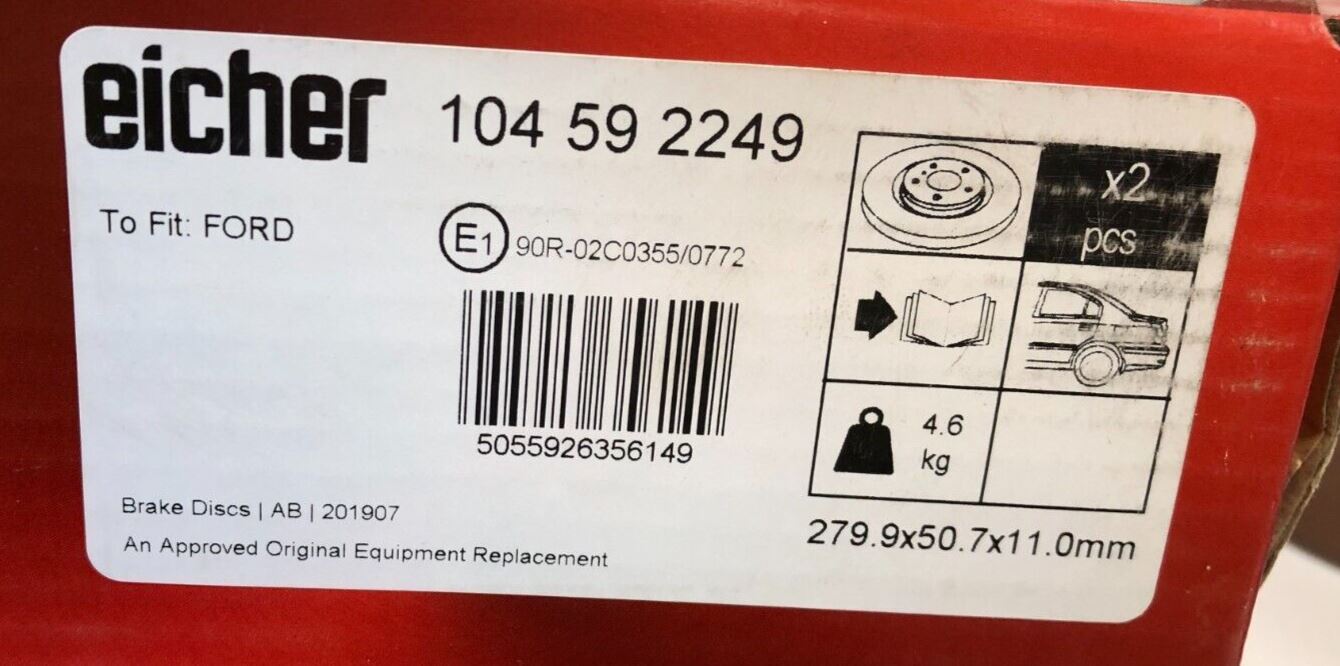 eicher
104 59 2249
To Fit: FORD
E1 90R-02C0355/0772
5055926356149
Brake Discs | AB | 201907
An Approved Original Equipment Replacement
x2
pcs
4.6
kg
279.9x50.7x11.0mm